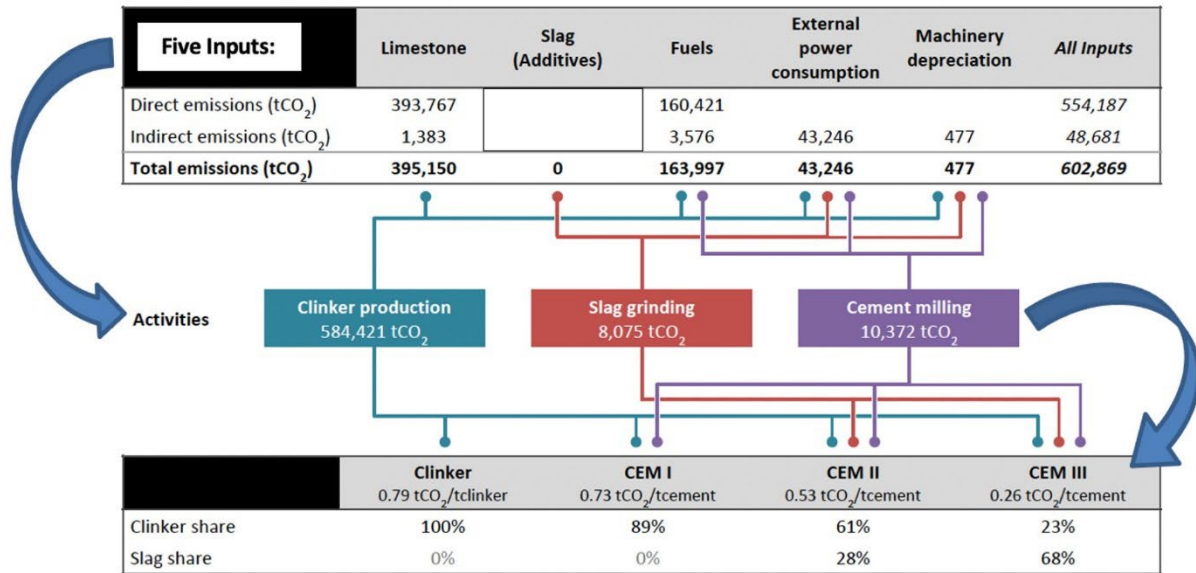 Five Inputs: Limestone Slag (Additives) Fuels External power consumption Machinery depreciation All Inputs
Direct emissions (tCO₂) 393,767 160,421 554,187
Indirect emissions (tCO₂) 1,383 3,576 43,246 477 48,681
Total emissions (tCO₂) 395,150 0 163,997 43,246 477 602,869
Activities
Clinker production
584,421 tCO₂
Slag grinding
8,075 tCO₂
Cement milling
10,372 tCO₂
Clinker CEM I CEM II CEM III
0.79 tCO₂/tclinker 0.73 tCO₂/tcement 0.53 tCO₂/tcement 0.26 tCO₂/tcement
Clinker share 100% 89% 61% 23%
Slag share 0% 0% 28% 68%